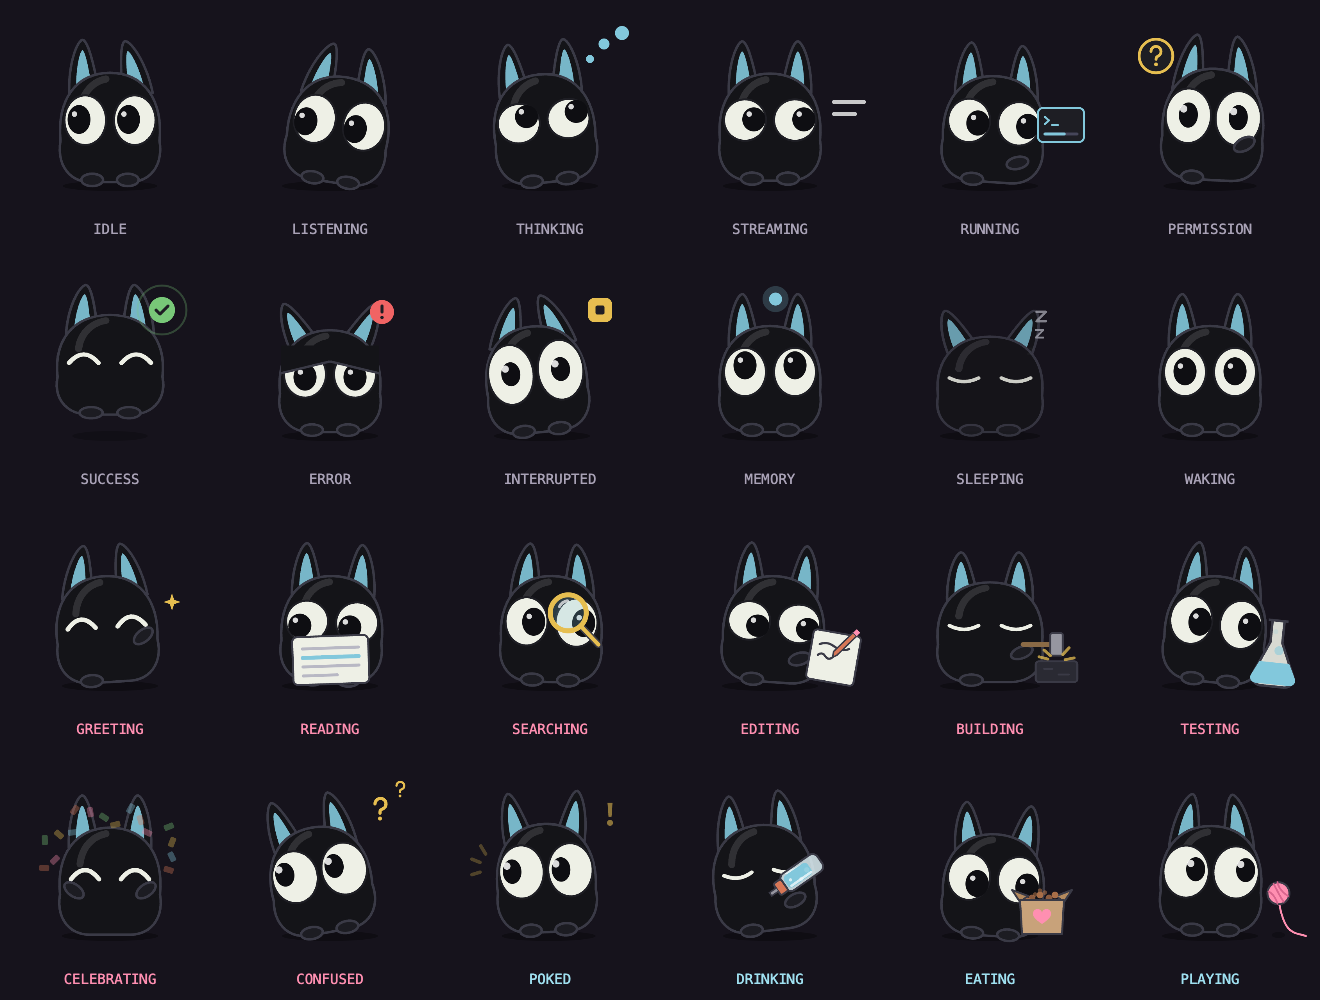 ?
>_
IDLE
LISTENING
THINKING
STREAMING
RUNNING
PERMISSION
!
Z
Z
SUCCESS
ERROR
INTERRUPTED
MEMORY
SLEEPING
WAKING
GREETING
READING
SEARCHING
EDITING
BUILDING
TESTING
?
?
!
CELEBRATING
CONFUSED
POKED
DRINKING
EATING
PLAYING